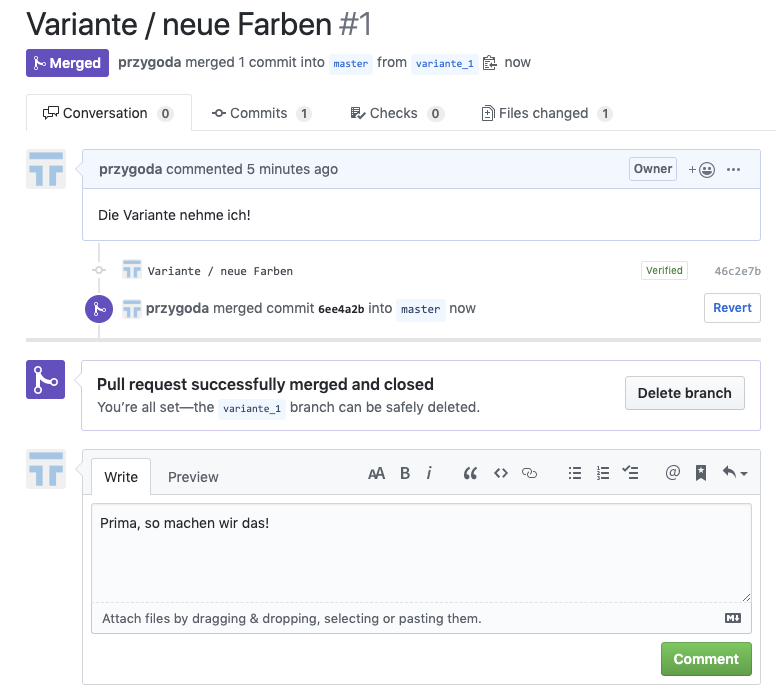 Variante / neue Farben #1
Merged przygoda merged 1 commit into master from variante_1 now
Conversation 0 Commits 1 Checks 0 Files changed 1
przygoda commented 5 minutes ago Owner + ...
Die Variante nehme ich!
Variante / neue Farben Verified 46c2e7b
przygoda merged commit 6ee4a2b into master now Revert
Pull request successfully merged and closed
You’re all set—the variante_1 branch can be safely deleted.
Delete branch
Write Preview AA B i “ <> @
Prima, so machen wir das!
Attach files by dragging & dropping, selecting or pasting them. M↓
Comment